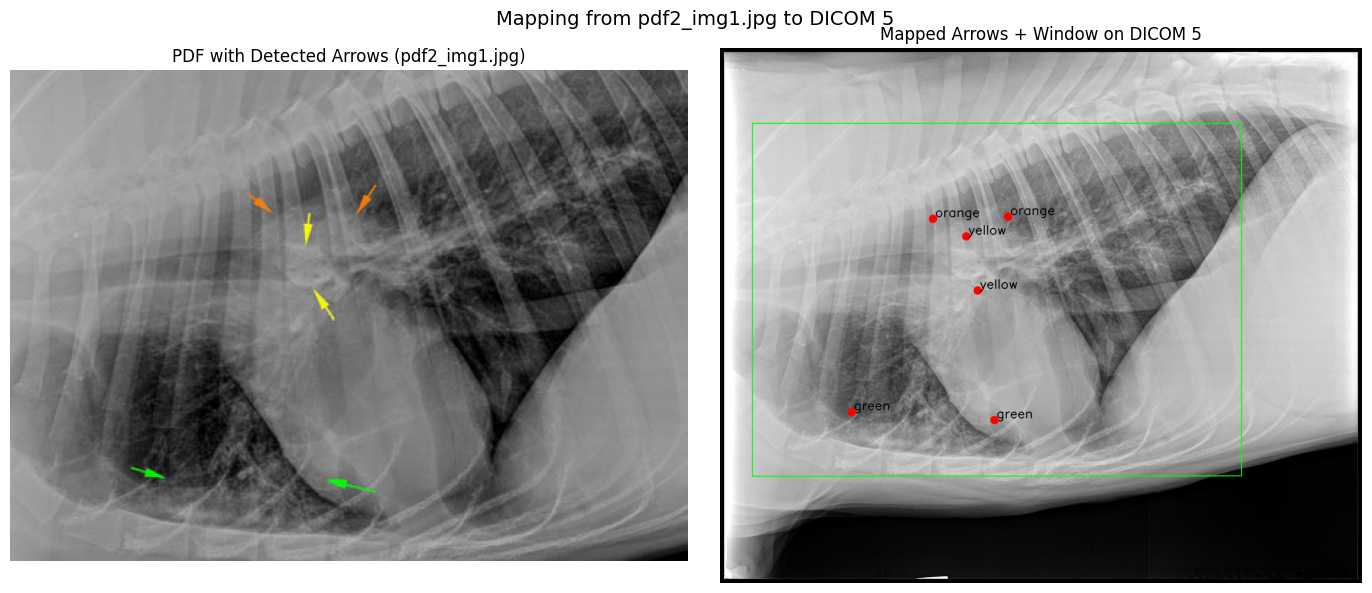 Mapping from pdf2_img1.jpg to DICOM 5
PDF with Detected Arrows (pdf2_img1.jpg)
Mapped Arrows + Window on DICOM 5
orange
orange
yellow
yellow
green
green